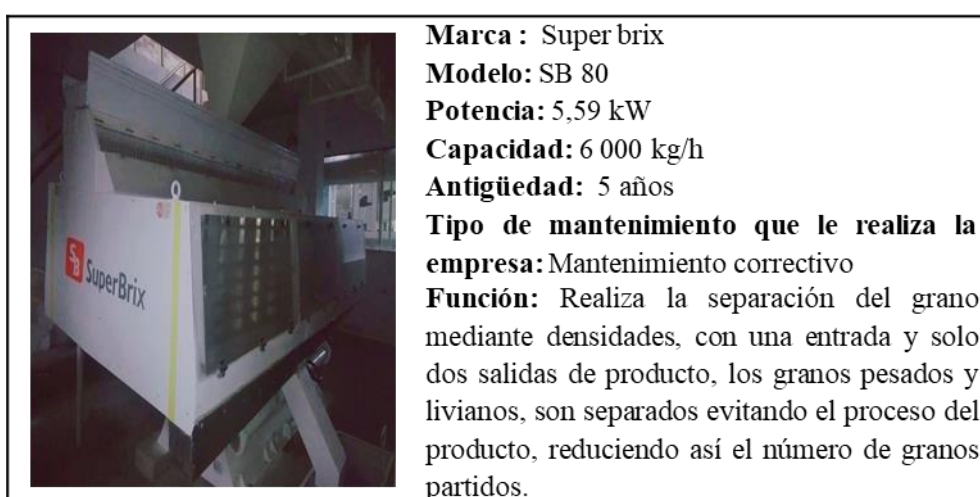 SB
SuperBrix
Marca : Super brix
Modelo: SB 80
Potencia: 5,59 kW
Capacidad: 6 000 kg/h
Antigüedad: 5 años
Tipo de mantenimiento que le realiza la
empresa: Mantenimiento correctivo
Función: Realiza la separación del grano
mediante densidades, con una entrada y solo
dos salidas de producto, los granos pesados y
livianos, son separados evitando el proceso del
producto, reduciendo así el número de granos
partidos.